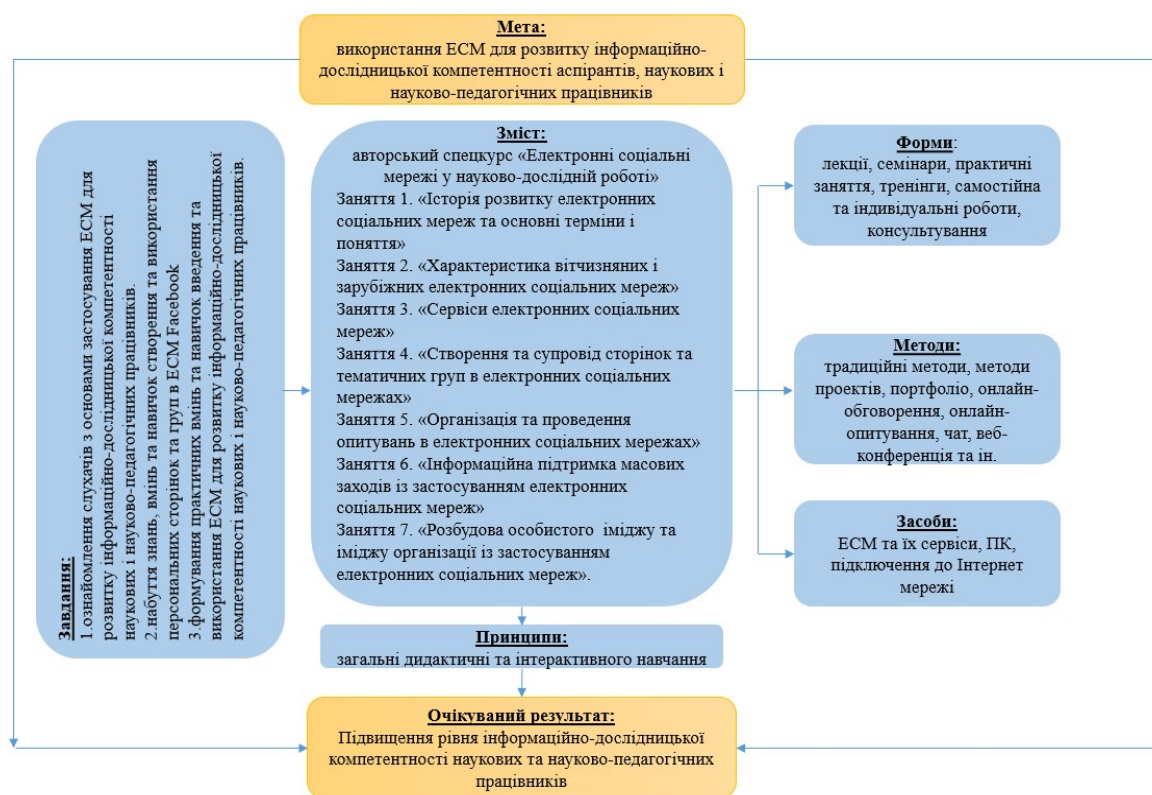 Мета:
використання ЕСМ для розвитку інформаційно-
дослідницької компетентності аспірантів, наукових і
науково-педагогічних працівників
Завдання:
1.ознайомлення слухачів з основами застосування ЕСМ для
розвитку інформаційно-дослідницької компетентності
наукових і науково-педагогічних працівників.
2.набуття знань, вмінь та навичок створення та використання
персональних сторінок та груп в ЕСМ Facebook
3.формування практичних вмінь та навичок введення та
використання ЕСМ для розвитку інформаційно-дослідницької
компетентності наукових і науково-педагогічних працівників.
Зміст:
авторський спецкурс «Електронні соціальні
мережі у науково-дослідній роботі»
Заняття 1. «Історія розвитку електронних
соціальних мереж та основні терміни і
поняття»
Заняття 2. «Характеристика вітчизняних і
зарубіжних електронних соціальних мереж»
Заняття 3. «Сервіси електронних соціальних
мереж»
Заняття 4. «Створення та супровід сторінок та
тематичних груп в електронних соціальних
мережах»
Заняття 5. «Організація та проведення
опитувань в електронних соціальних мережах»
Заняття 6. «Інформаційна підтримка масових
заходів із застосуванням електронних
соціальних мереж»
Заняття 7. «Розбудова особистого іміджу та
іміджу організації із застосуванням
електронних соціальних мереж».
Форми:
лекції, семінари, практичні
заняття, тренінги, самостійна
та індивідуальні роботи,
консультування
Методи:
традиційні методи, методи
проектів, портфоліо, онлайн-
обговорення, онлайн-
опитування, чат, веб-
конференція та ін.
Засоби:
ЕСМ та їх сервіси, ПК,
підключення до Інтернет
мережі
Принципи:
загальні дидактичні та інтерактивного навчання
Очікуваний результат:
Підвищення рівня інформаційно-дослідницької
компетентності наукових та науково-педагогічних
працівників